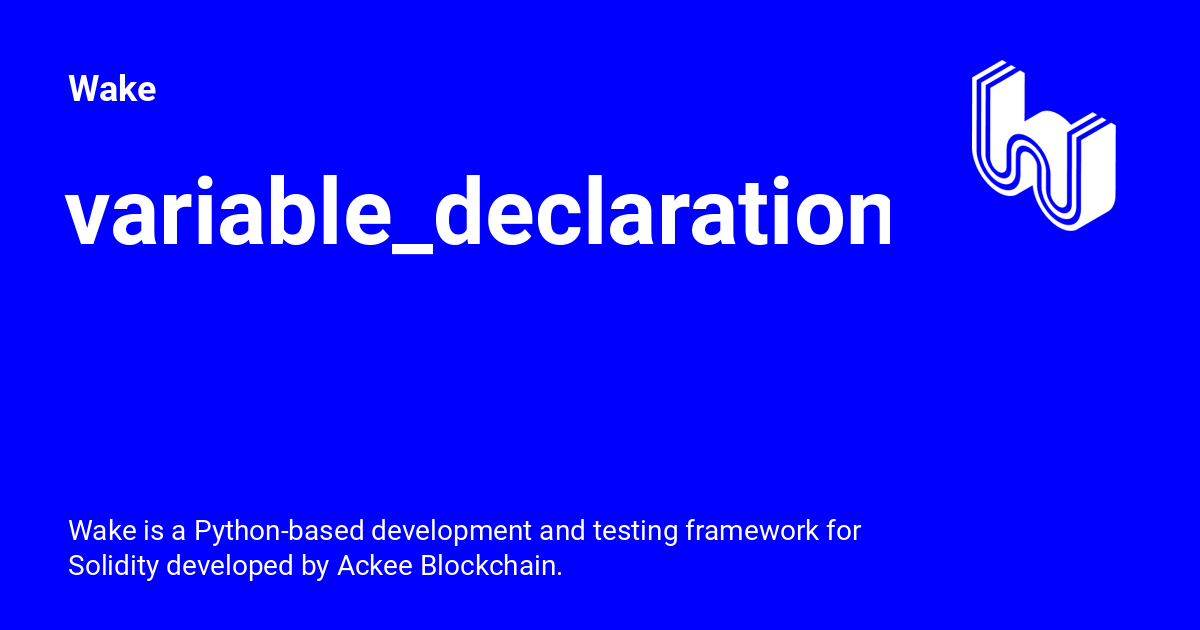 Wake
variable_declaration
Wake is a Python-based development and testing framework for
Solidity developed by Ackee Blockchain.